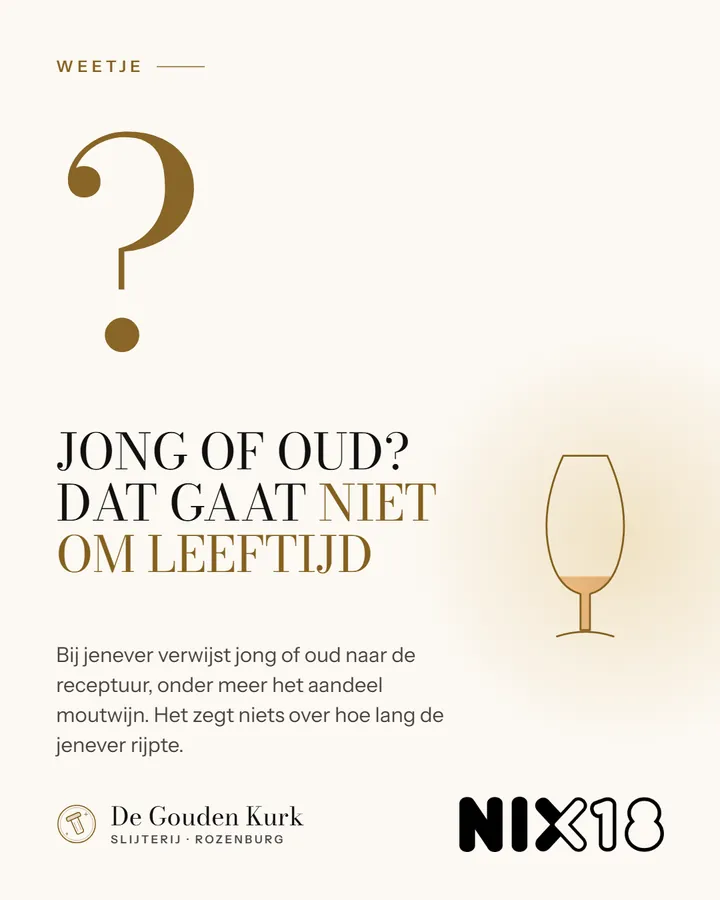 WEETJE
?
JONG OF OUD?
DAT GAAT NIET
OM LEEFTIJD
Bij jenever verwijst jong of oud naar de
receptuur, onder meer het aandeel
moutwijn. Het zegt niets over hoe lang de
jenever rijpte.
De Gouden Kurk
SLIJTERIJ · ROZENBURG
NIX18